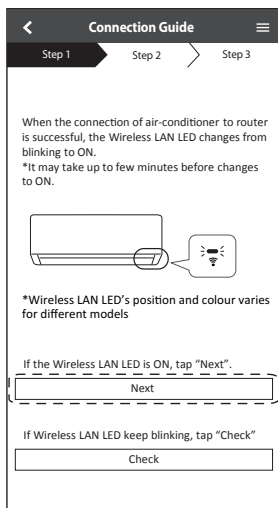 Connection Guide
Step 1
Step 2
Step 3
When the connection of air-conditioner to router
is successful, the Wireless LAN LED changes from
blinking to ON.
*It may take up to few minutes before changes
to ON.
*Wireless LAN LED's position and colour varies
for different models
If the Wireless LAN LED is ON, tap “Next”.
Next
If Wireless LAN LED keep blinking, tap “Check”
Check